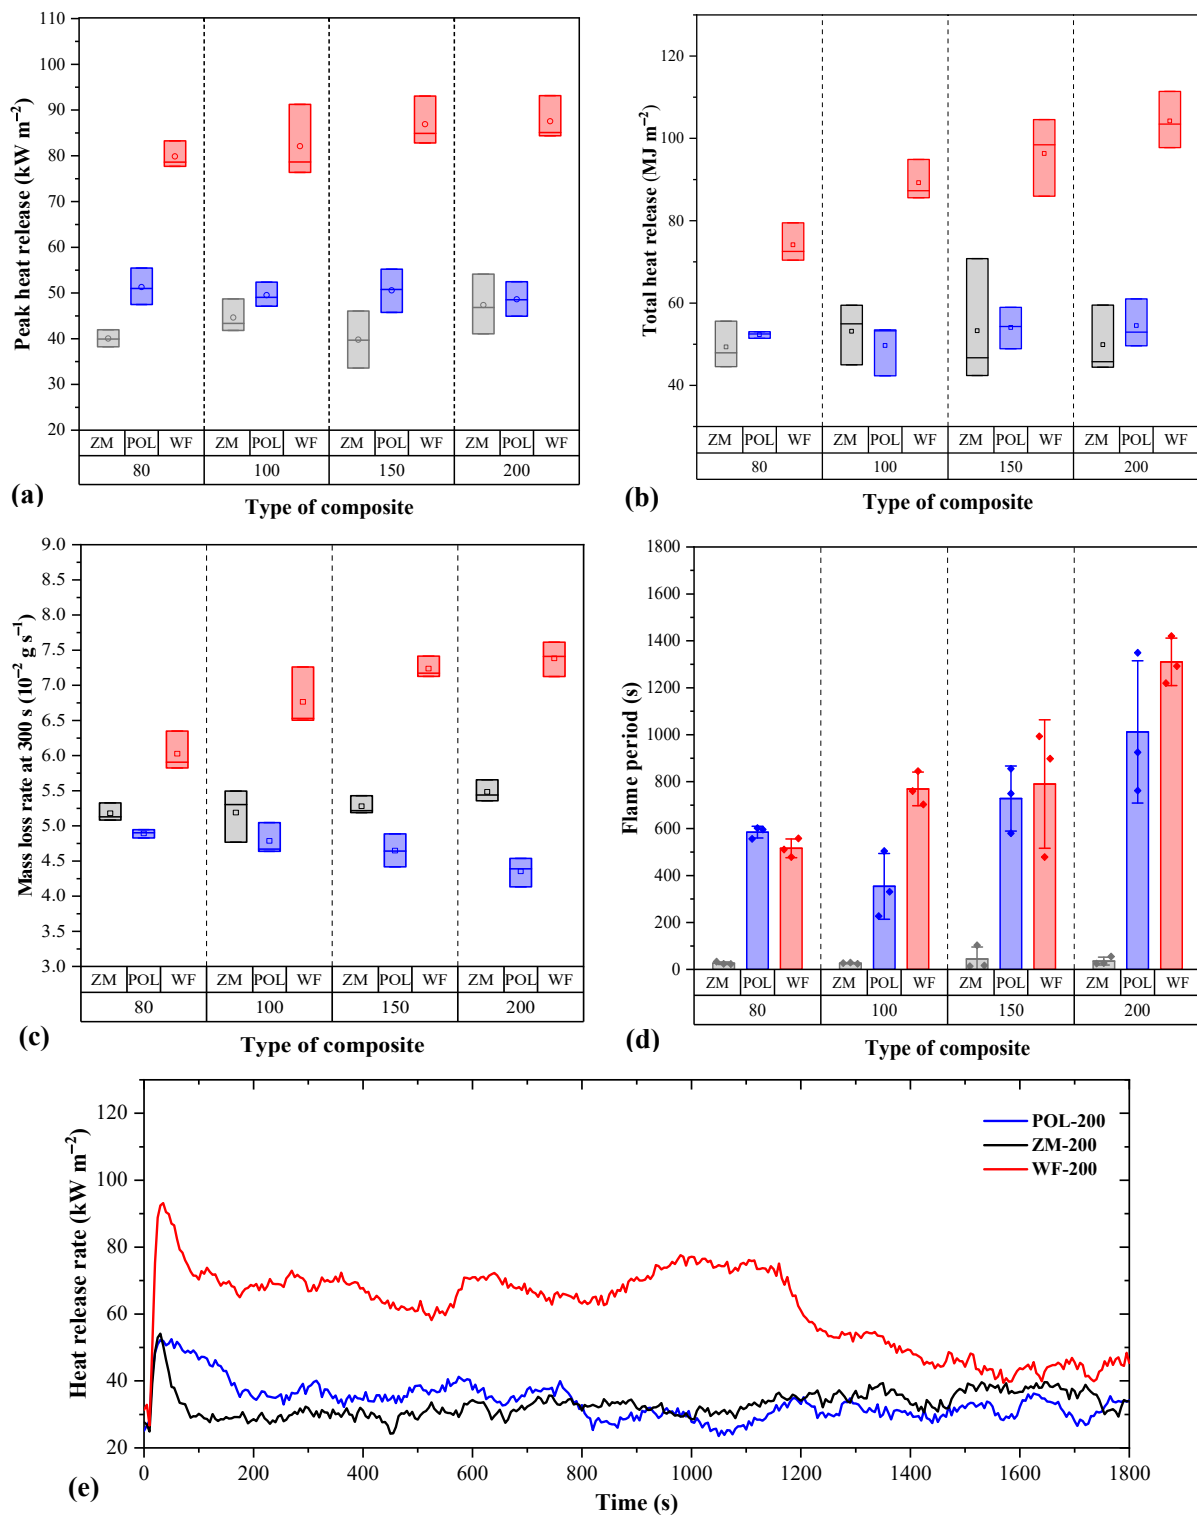 110
100
90
80
70
60
50
40
30
20
Peak heat release (kW m⁻²)
ZM POL WF ZM POL WF ZM POL WF ZM POL WF
80 100 150 200
(a)
Type of composite
120
100
80
60
40
Total heat release (MJ m⁻²)
ZM POL WF ZM POL WF ZM POL WF ZM POL WF
80 100 150 200
(b)
Type of composite
9.0
8.5
8.0
7.5
7.0
6.5
6.0
5.5
5.0
4.5
4.0
3.5
3.0
Mass loss rate at 300 s (10⁻² g s⁻¹)
ZM POL WF ZM POL WF ZM POL WF ZM POL WF
80 100 150 200
(c)
Type of composite
1800
1600
1400
1200
1000
800
600
400
200
0
Flame period (s)
ZM POL WF ZM POL WF ZM POL WF ZM POL WF
80 100 150 200
(d)
Type of composite
120
100
80
60
40
20
Heat release rate (kW m⁻²)
POL-200
ZM-200
WF-200
0 200 400 600 800 1000 1200 1400 1600 1800
(e)
Time (s)